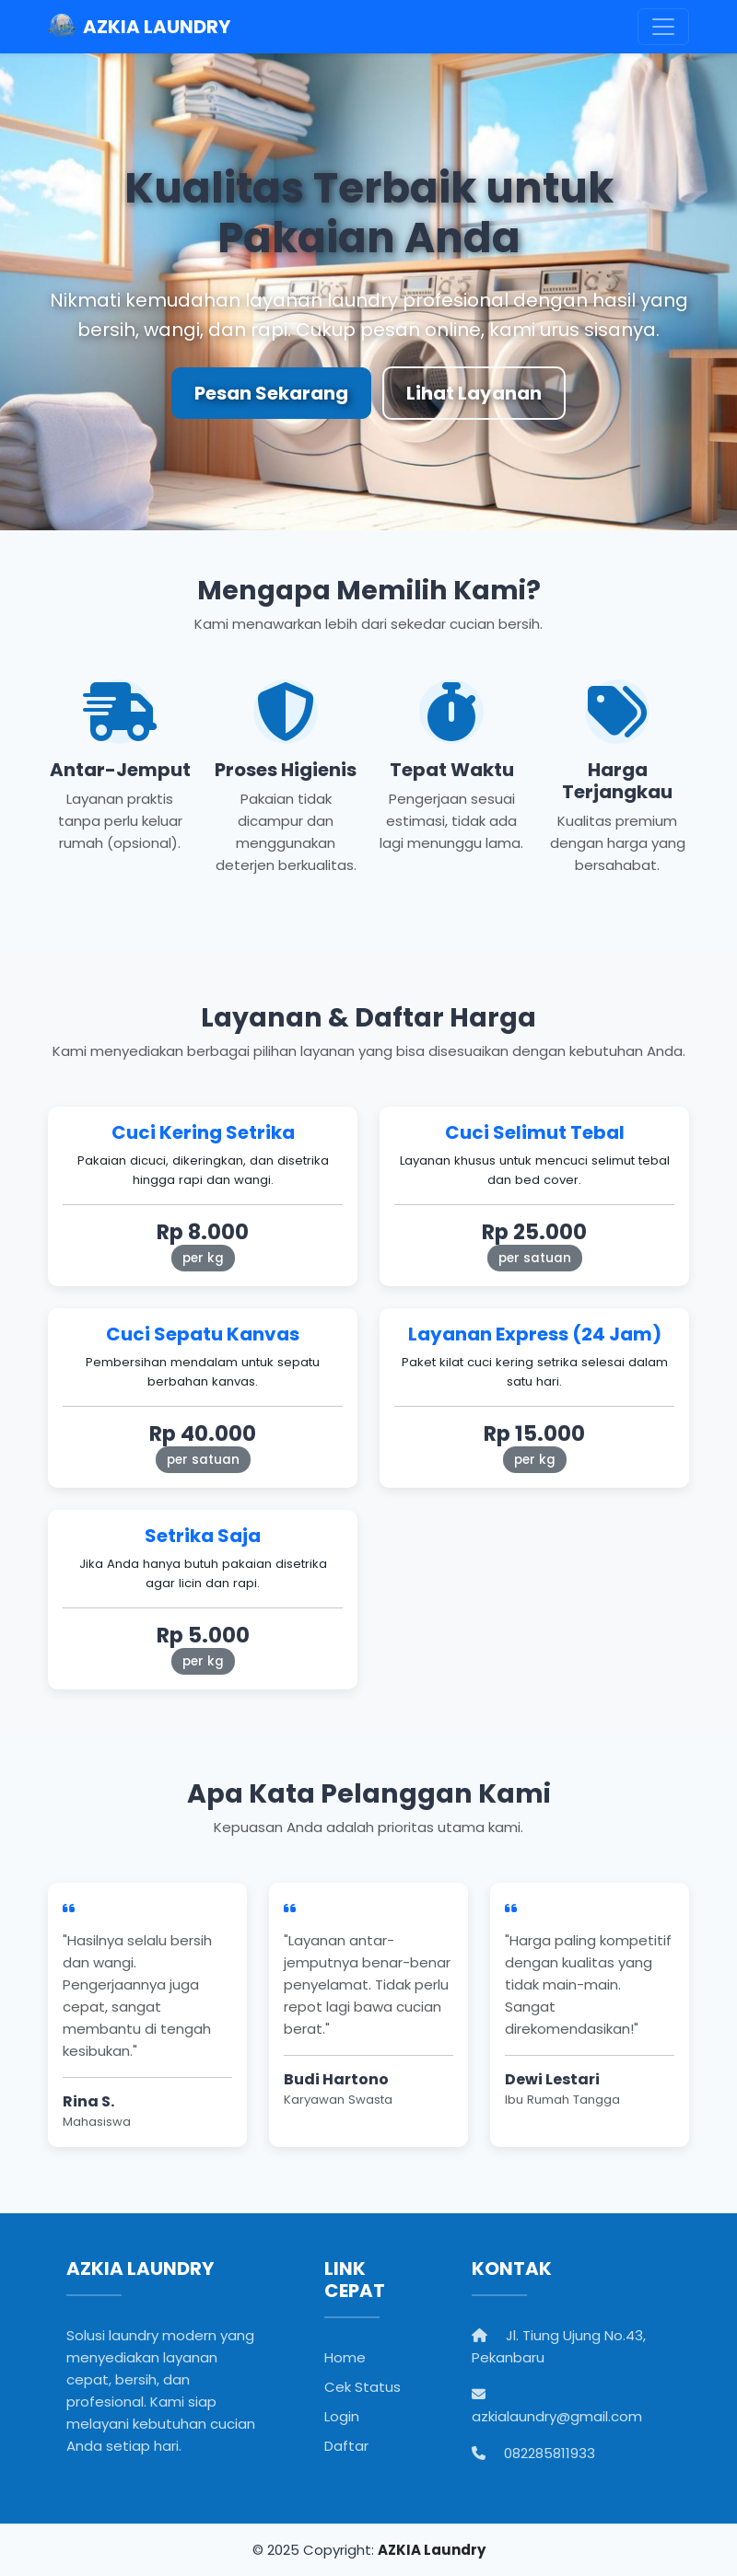 AZKIA LAUNDRY
Kualitas Terbaik untuk
Pakaian Anda
Nikmati kemudahan layanan laundry profesional dengan hasil yang
bersih, wangi, dan rapi. Cukup pesan online, kami urus sisanya.
Pesan Sekarang
Lihat Layanan
Mengapa Memilih Kami?
Kami menawarkan lebih dari sekedar cucian bersih.
Antar-Jemput
Layanan praktis
tanpa perlu keluar
rumah (opsional).
Proses Higienis
Pakaian tidak
dicampur dan
menggunakan
deterjen berkualitas.
Tepat Waktu
Pengerjaan sesuai
estimasi, tidak ada
lagi menunggu lama.
Harga
Terjangkau
Kualitas premium
dengan harga yang
bersahabat.
Layanan & Daftar Harga
Kami menyediakan berbagai pilihan layanan yang bisa disesuaikan dengan kebutuhan Anda.
Cuci Kering Setrika
Pakaian dicuci, dikeringkan, dan disetrika
hingga rapi dan wangi.
Rp 8.000
per kg
Cuci Selimut Tebal
Layanan khusus untuk mencuci selimut tebal
dan bed cover.
Rp 25.000
per satuan
Cuci Sepatu Kanvas
Pembersihan mendalam untuk sepatu
berbahan kanvas.
Rp 40.000
per satuan
Layanan Express (24 Jam)
Paket kilat cuci kering setrika selesai dalam
satu hari.
Rp 15.000
per kg
Setrika Saja
Jika Anda hanya butuh pakaian disetrika
agar licin dan rapi.
Rp 5.000
per kg
Apa Kata Pelanggan Kami
Kepuasan Anda adalah prioritas utama kami.
"Hasilnya selalu bersih
dan wangi.
Pengerjaannya juga
cepat, sangat
membantu di tengah
kesibukan."
Rina S.
Mahasiswa
"Layanan antar-
jemputnya benar-benar
penyelamat. Tidak perlu
repot lagi bawa cucian
berat."
Budi Hartono
Karyawan Swasta
"Harga paling kompetitif
dengan kualitas yang
tidak main-main.
Sangat
direkomendasikan!"
Dewi Lestari
Ibu Rumah Tangga
AZKIA LAUNDRY
Solusi laundry modern yang
menyediakan layanan
cepat, bersih, dan
profesional. Kami siap
melayani kebutuhan cucian
Anda setiap hari.
LINK
CEPAT
Home
Cek Status
Login
Daftar
KONTAK
Jl. Tiung Ujung No.43,
Pekanbaru
azkialaundry@gmail.com
082285811933
© 2025 Copyright: AZKIA Laundry